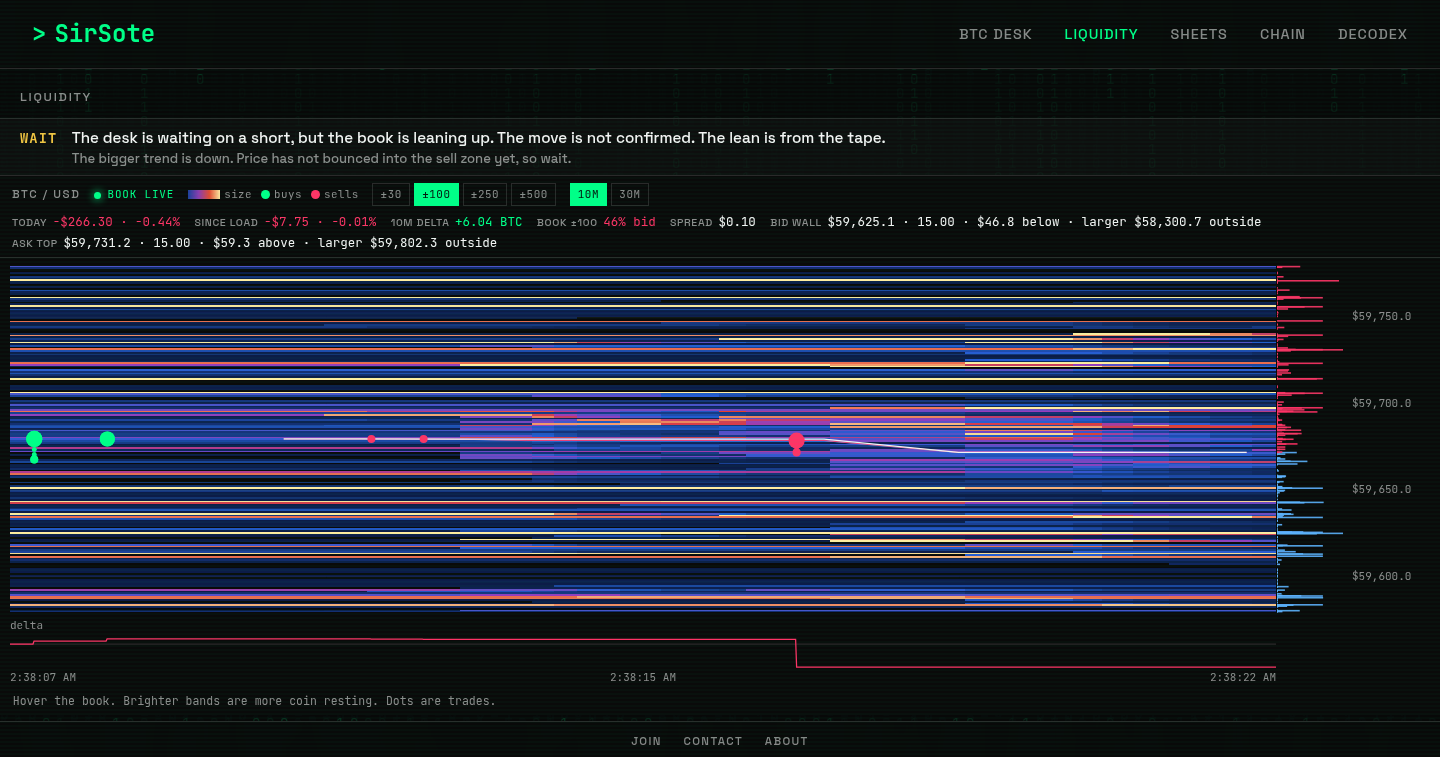 > SirSote
BTC DESK LIQUIDITY SHEETS CHAIN DECODEX
LIQUIDITY
WAIT The desk is waiting on a short, but the book is leaning up. The move is not confirmed. The lean is from the tape.
The bigger trend is down. Price has not bounced into the sell zone yet, so wait.
BTC / USD BOOK LIVE size buys sells ±30 ±100 ±250 ±500 10M 30M
TODAY -$266.30 · -0.44% SINCE LOAD -$7.75 · -0.01% 10M DELTA +6.04 BTC BOOK ±100 46% bid SPREAD $0.10 BID WALL $59,625.1 · 15.00 · $46.8 below · larger $58,300.7 outside
ASK TOP $59,731.2 · 15.00 · $59.3 above · larger $59,802.3 outside
$59,750.0
$59,700.0
$59,650.0
$59,600.0
delta
2:38:07 AM 2:38:15 AM 2:38:22 AM
Hover the book. Brighter bands are more coin resting. Dots are trades.
JOIN CONTACT ABOUT